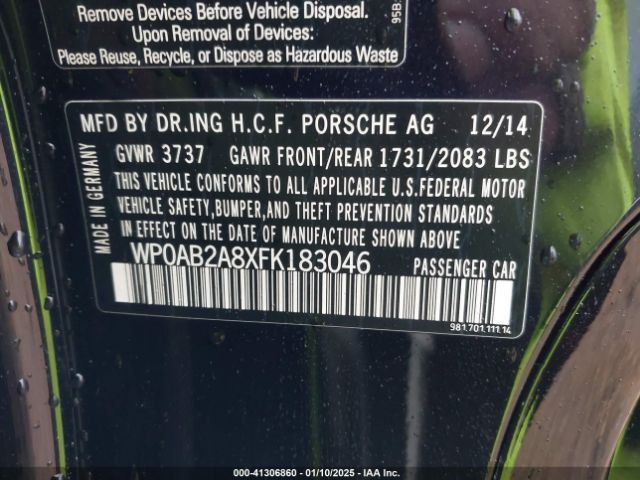 Remove Devices Before Vehicle Disposal.
Upon Removal of Devices:
Please Reuse, Recycle, or Dispose as Hazardous Waste
95B.
MFD BY DR.ING H.C.F. PORSCHE AG 12/14
GVWR 3737 GAWR FRONT/REAR 1731/2083 LBS
THIS VEHICLE CONFORMS TO ALL APPLICABLE U.S.FEDERAL MOTOR
VEHICLE SAFETY,BUMPER,AND THEFT PREVENTION STANDARDS
IN EFFECT ON THE DATE OF MANUFACTURE SHOWN ABOVE.
WP0AB2A8XFK183046 PASSENGER CAR
MADE IN GERMANY
981.701.111.14
00-41306860 — 01/10/2025 — IAA Inc.